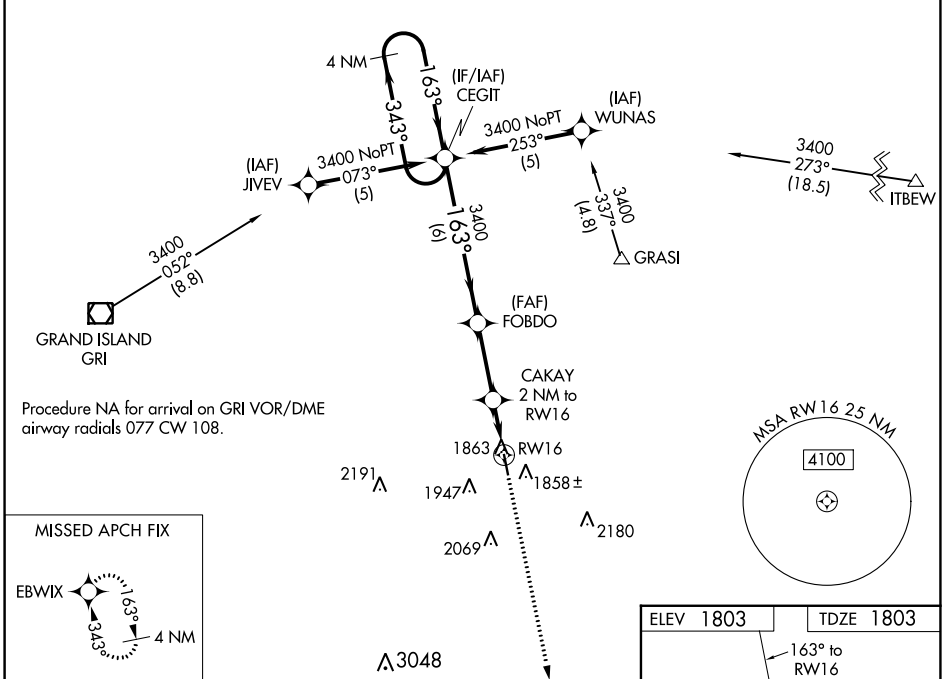 4 NM
343°
163°
(IF/IAF)
CEGIT
(IAF)
WUNAS
3400 NoPT
253°
(5)
(IAF)
JIVEV
3400 NoPT
073°
(5)
3400
273°
(18.5)
ITBEW
3400
337°
(4.8)
GRASI
3400
163°
(6)
3400
052°
(8.8)
GRAND ISLAND
GRI
(FAF)
FOBDO
CAKAY
2 NM to
RW16
Procedure NA for arrival on GRI VOR/DME
airway radials 077 CW 108.
1863
RW16
2191
1947
1858±
2069
2180
3048
MSA RW16 25 NM
4100
MISSED APCH FIX
EBWIX
163°
343°
4 NM
ELEV 1803
TDZE 1803
163° to
RW16